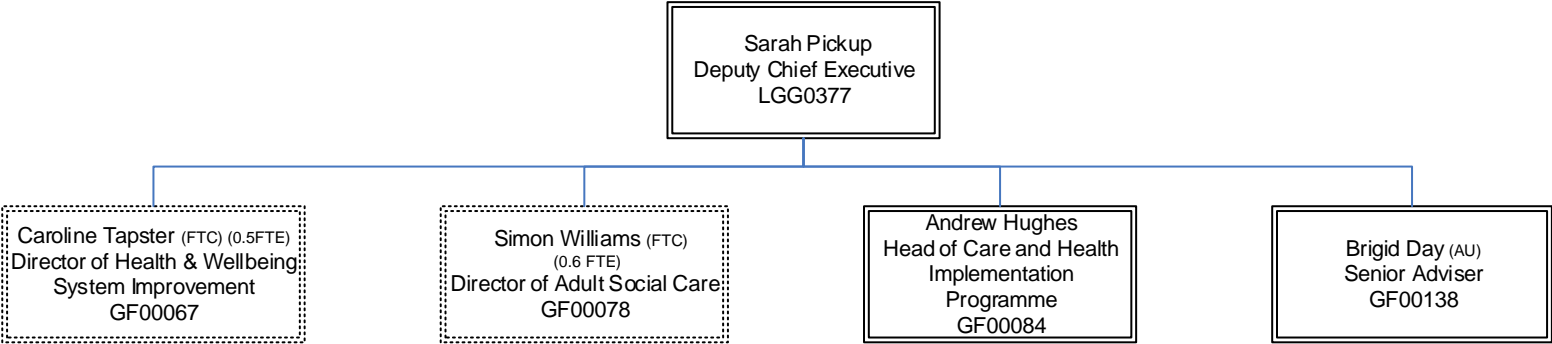 Sarah Pickup
Deputy Chief Executive
LGG0377
Caroline Tapster (FTC) (0.5FTE)
Director of Health & Wellbeing
System Improvement
GF00067
Simon Williams (FTC)
(0.6 FTE)
Director of Adult Social Care
GF00078
Andrew Hughes
Head of Care and Health
Implementation
Programme
GF00084
Brigid Day (AU)
Senior Adviser
GF00138